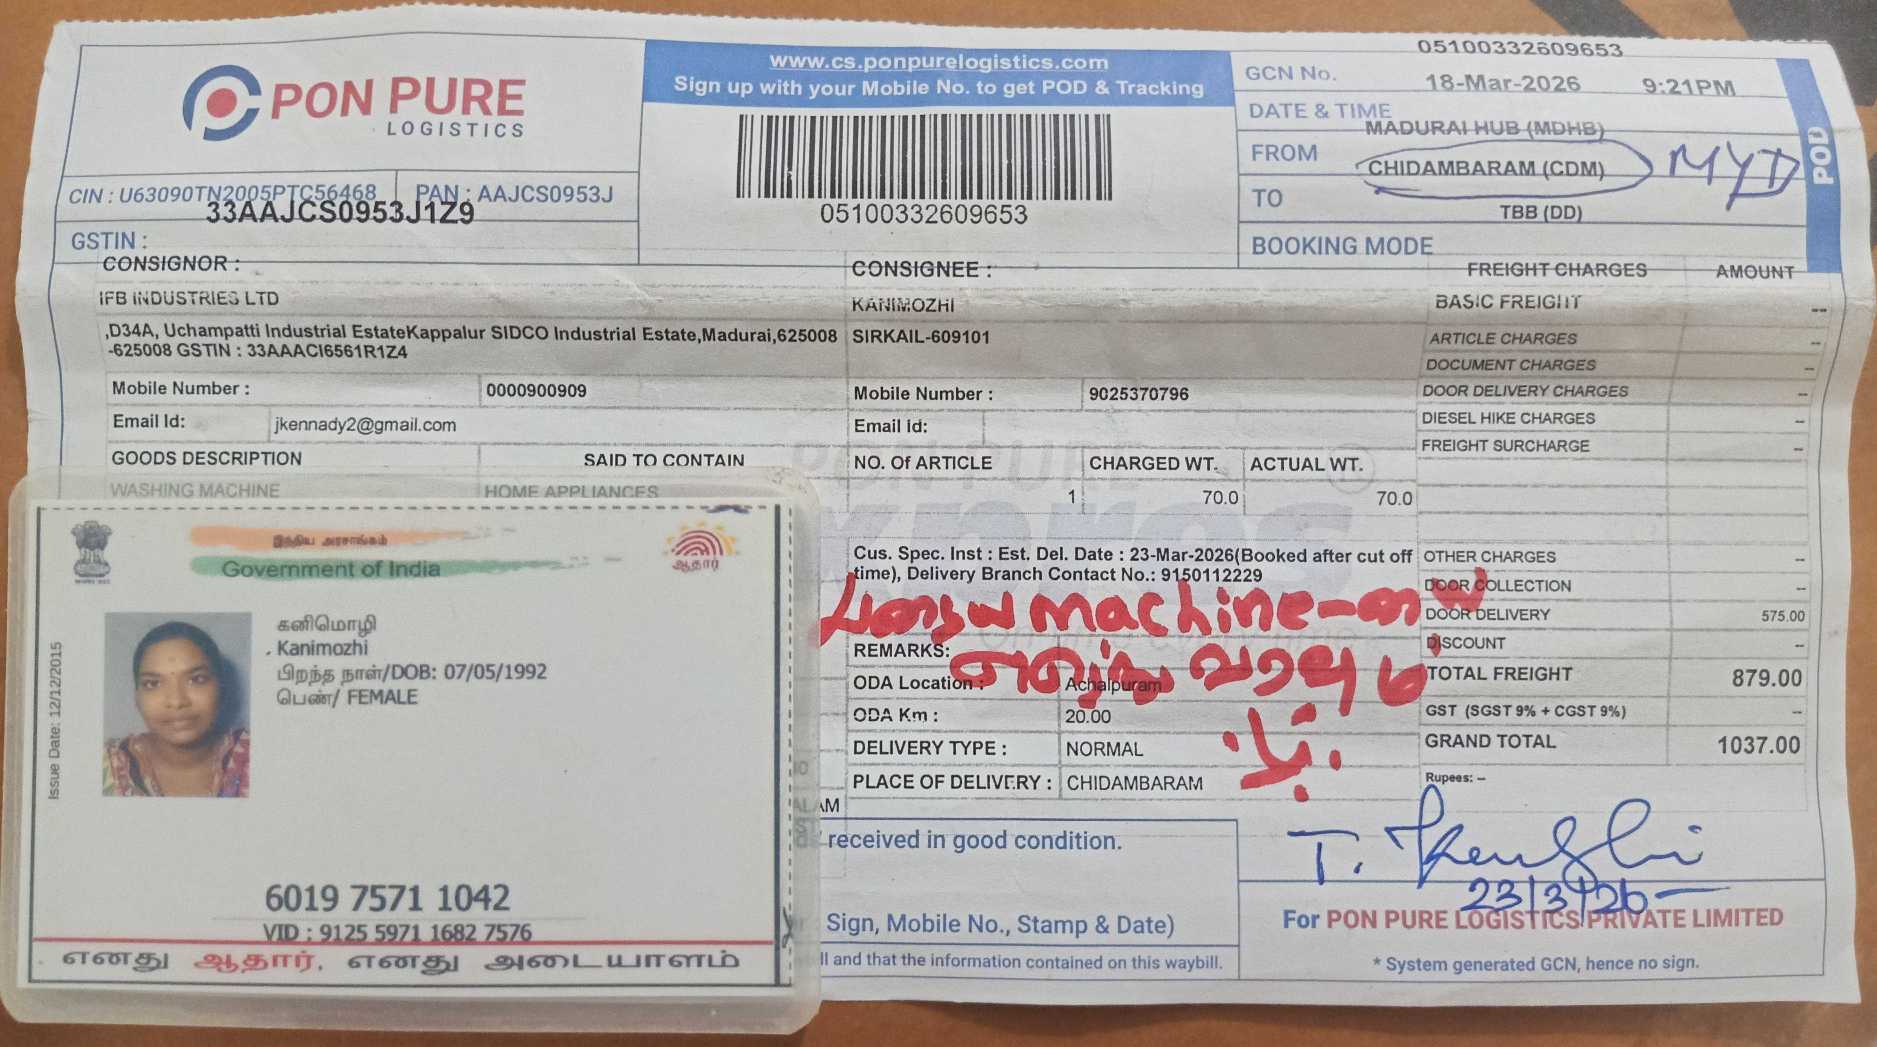 PON PURE
LOGISTICS
CIN : U63090TN2005PTC56468 PAN : AAJCS0953J
33AAJCS0953J1Z9
GSTIN :
www.cs.ponpurelogistics.com
Sign up with your Mobile No. to get POD & Tracking
05100332609653
05100332609653
GCN No.
18-Mar-2026 9:21PM
DATE & TIME
MADURAI HUB (MDHB)
FROM
CHIDAMBARAM (CDM) MYD
TO
TBB (DD)
BOOKING MODE
POD
CONSIGNOR :
IFB INDUSTRIES LTD
,D34A, Uchampatti Industrial EstateKappalur SIDCO Industrial Estate,Madurai,625008
-625008 GSTIN : 33AAACI6561R1Z4
Mobile Number : 0000900909
Email Id: jkennady2@gmail.com
GOODS DESCRIPTION SAID TO CONTAIN
WASHING MACHINE HOME APPLIANCES
CONSIGNEE :
KANIMOZHI
SIRKAIL-609101
Mobile Number : 9025370796
Email Id:
NO. Of ARTICLE CHARGED WT. ACTUAL WT.
1 70.0 70.0
Cus. Spec. Inst : Est. Del. Date : 23-Mar-2026(Booked after cut off
time), Delivery Branch Contact No.: 9150112229
machine
REMARKS:
ODA Location : Achalpuram
வரவும்
ODA Km : 20.00
DELIVERY TYPE : NORMAL
PLACE OF DELIVERY : CHIDAMBARAM
FREIGHT CHARGES AMOUNT
BASIC FREIGHT --
ARTICLE CHARGES --
DOCUMENT CHARGES --
DOOR DELIVERY CHARGES --
DIESEL HIKE CHARGES --
FREIGHT SURCHARGE --
OTHER CHARGES --
DOOR COLLECTION --
DOOR DELIVERY 575.00
DISCOUNT --
TOTAL FREIGHT 879.00
GST (SGST 9% + CGST 9%) --
GRAND TOTAL 1037.00
Rupees: --
received in good condition.
Sign, Mobile No., Stamp & Date)
ll and that the information contained on this waybill.
23/3/26
For PON PURE LOGISTICS PRIVATE LIMITED
* System generated GCN, hence no sign.
இந்திய அரசாங்கம்
Government of India
ஆதார்
Issue Date: 12/12/2015
கனிமொழி
Kanimozhi
பிறந்த நாள்/DOB: 07/05/1992
பெண்/ FEMALE
6019 7571 1042
VID : 9125 5971 1682 7576
எனது ஆதார், எனது அடையாளம்